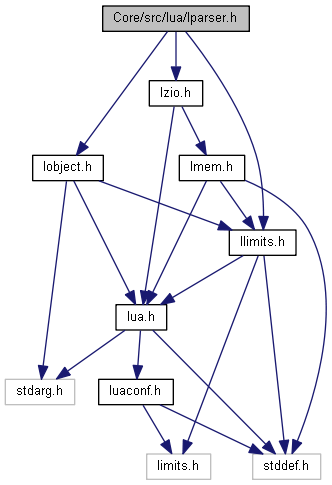 Core/src/lua/lparser.h
lzio.h
lobject.h
lmem.h
llimits.h
lua.h
stdarg.h
luaconf.h
limits.h
stddef.h